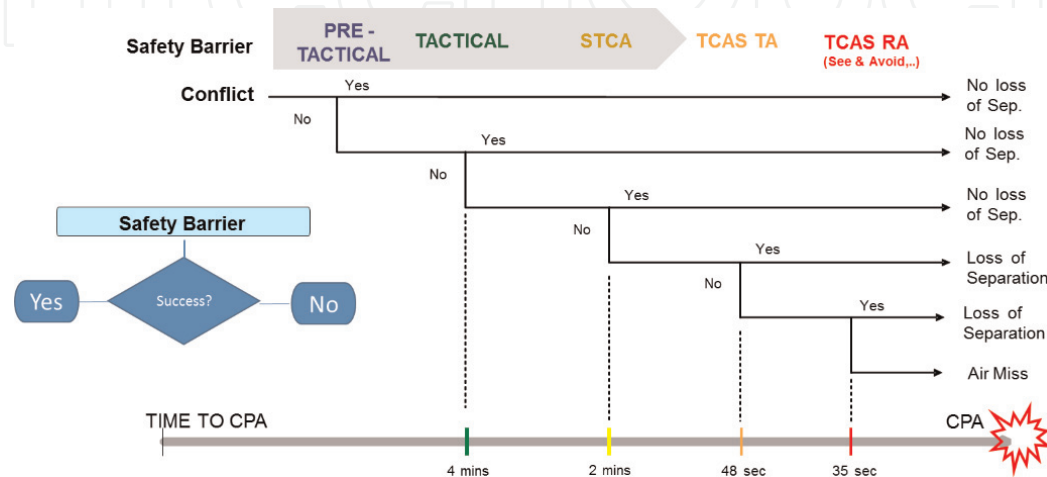 Safety Barrier
PRE -
TACTICAL
TACTICAL
STCA
TCAS TA
TCAS RA
(See & Avoid,..)
Conflict
Yes
No loss
of Sep.
No
Yes
No loss
of Sep.
No
Yes
No loss
of Sep.
No
Yes
Loss of
Separation
No
Yes
Loss of
Separation
Air Miss
Safety Barrier
Yes
Success?
No
TIME TO CPA
CPA
4 mins
2 mins
48 sec
35 sec